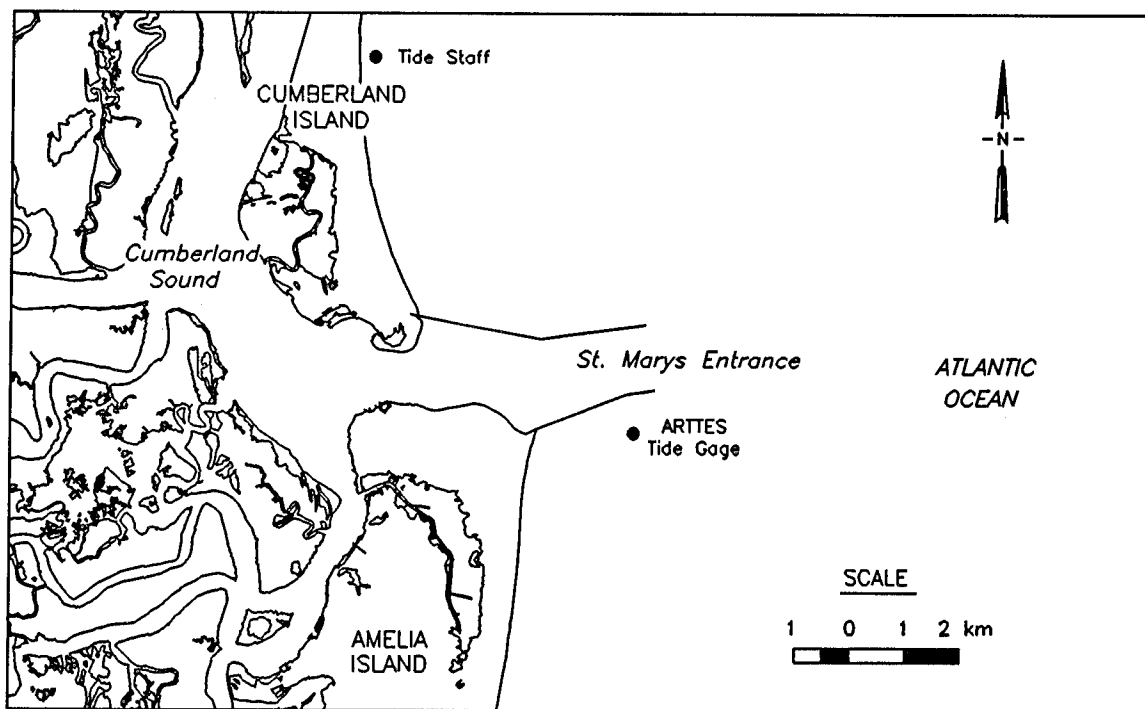 Tide Staff
CUMBERLAND
ISLAND
-N-
Cumberland
Sound
St. Marys Entrance
ATLANTIC
OCEAN
ARTTES
Tide Gage
SCALE
1 0 1 2 km
AMELIA
ISLAND